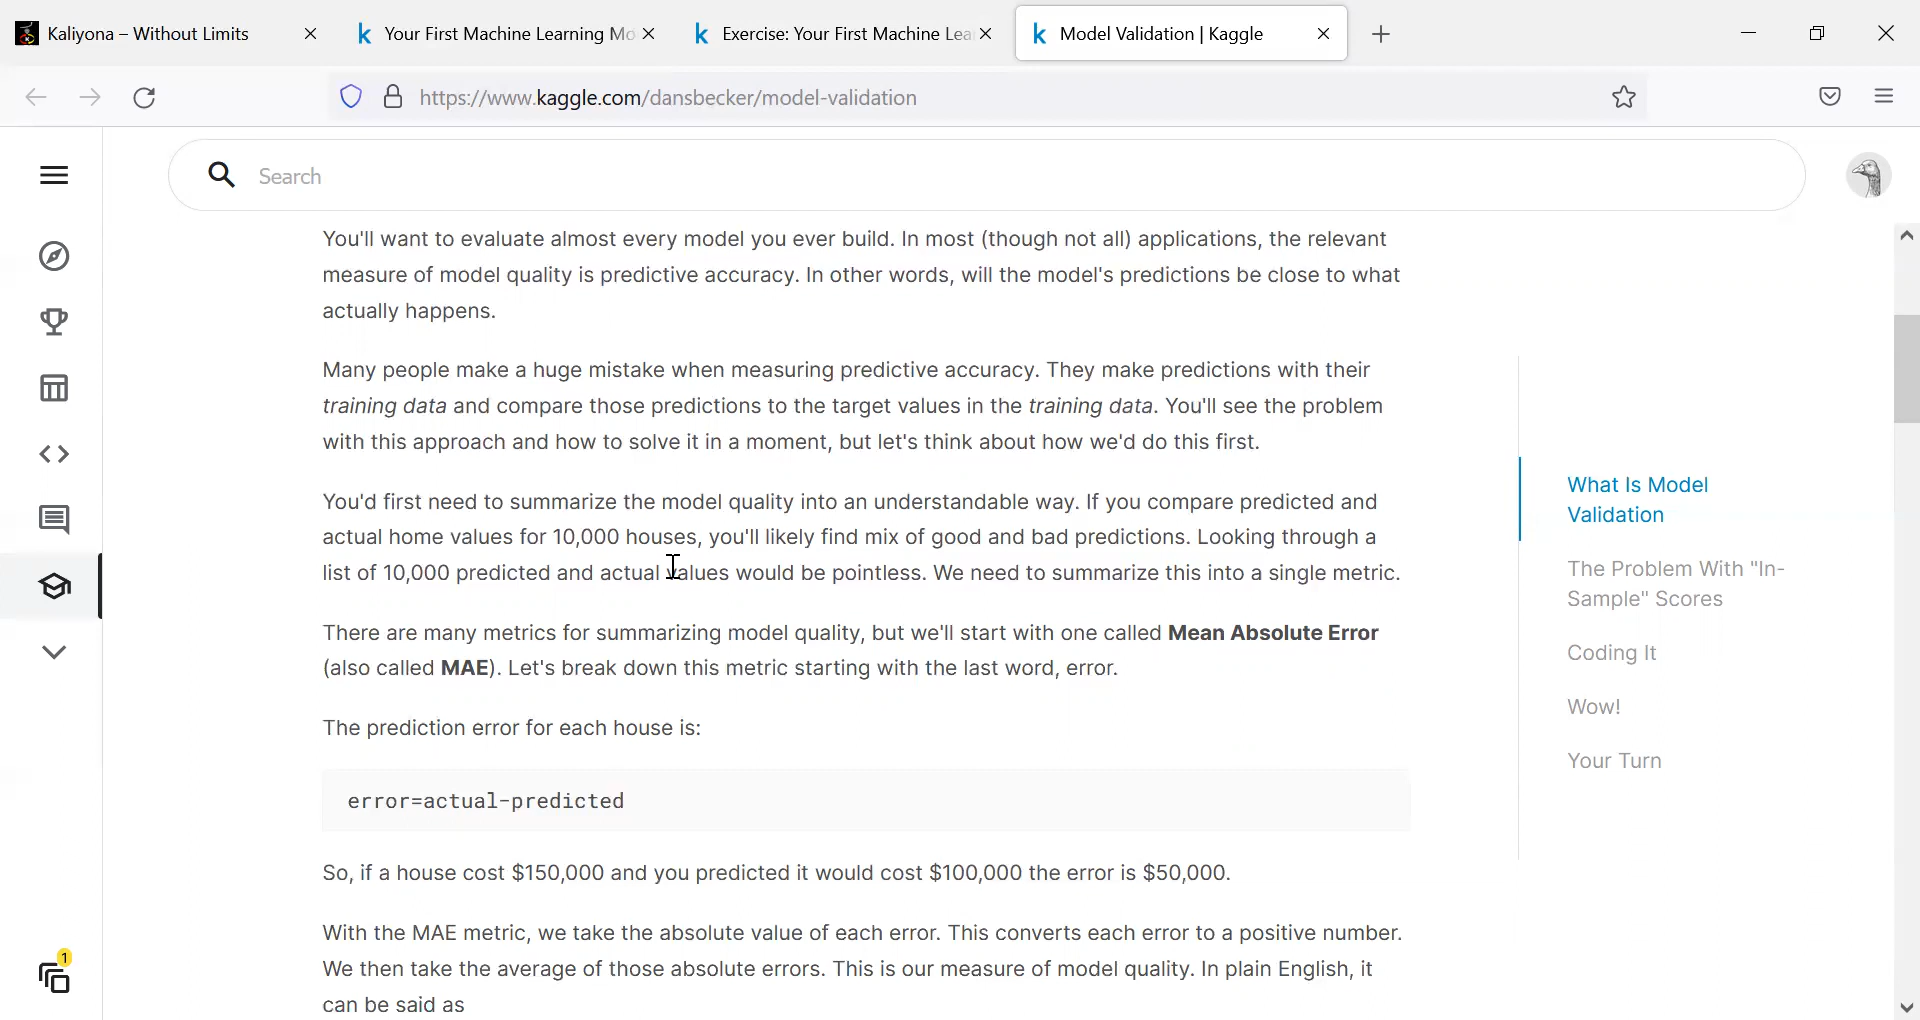 Kaliyona – Without Limits
Your First Machine Learning Mo
Exercise: Your First Machine Lea
Model Validation | Kaggle
https://www.kaggle.com/dansbecker/model-validation
Search
You'll want to evaluate almost every model you ever build. In most (though not all) applications, the relevant
measure of model quality is predictive accuracy. In other words, will the model's predictions be close to what
actually happens.
Many people make a huge mistake when measuring predictive accuracy. They make predictions with their
training data and compare those predictions to the target values in the training data. You'll see the problem
with this approach and how to solve it in a moment, but let's think about how we'd do this first.
You'd first need to summarize the model quality into an understandable way. If you compare predicted and
actual home values for 10,000 houses, you'll likely find mix of good and bad predictions. Looking through a
list of 10,000 predicted and actual values would be pointless. We need to summarize this into a single metric.
There are many metrics for summarizing model quality, but we'll start with one called Mean Absolute Error
(also called MAE). Let's break down this metric starting with the last word, error.
The prediction error for each house is:
error=actual−predicted
So, if a house cost $150,000 and you predicted it would cost $100,000 the error is $50,000.
With the MAE metric, we take the absolute value of each error. This converts each error to a positive number.
We then take the average of those absolute errors. This is our measure of model quality. In plain English, it
can be said as
What Is Model
Validation
The Problem With "In-
Sample" Scores
Coding It
Wow!
Your Turn
1